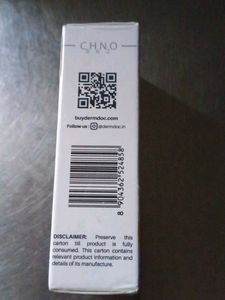 CHNO
buydermdoc.com
Follow us: @dermdoc.in
8 904362 524858
DISCLAIMER: Preserve this
carton till product is fully
consumed. This carton contains
relevant product information and
details of its manufacture.